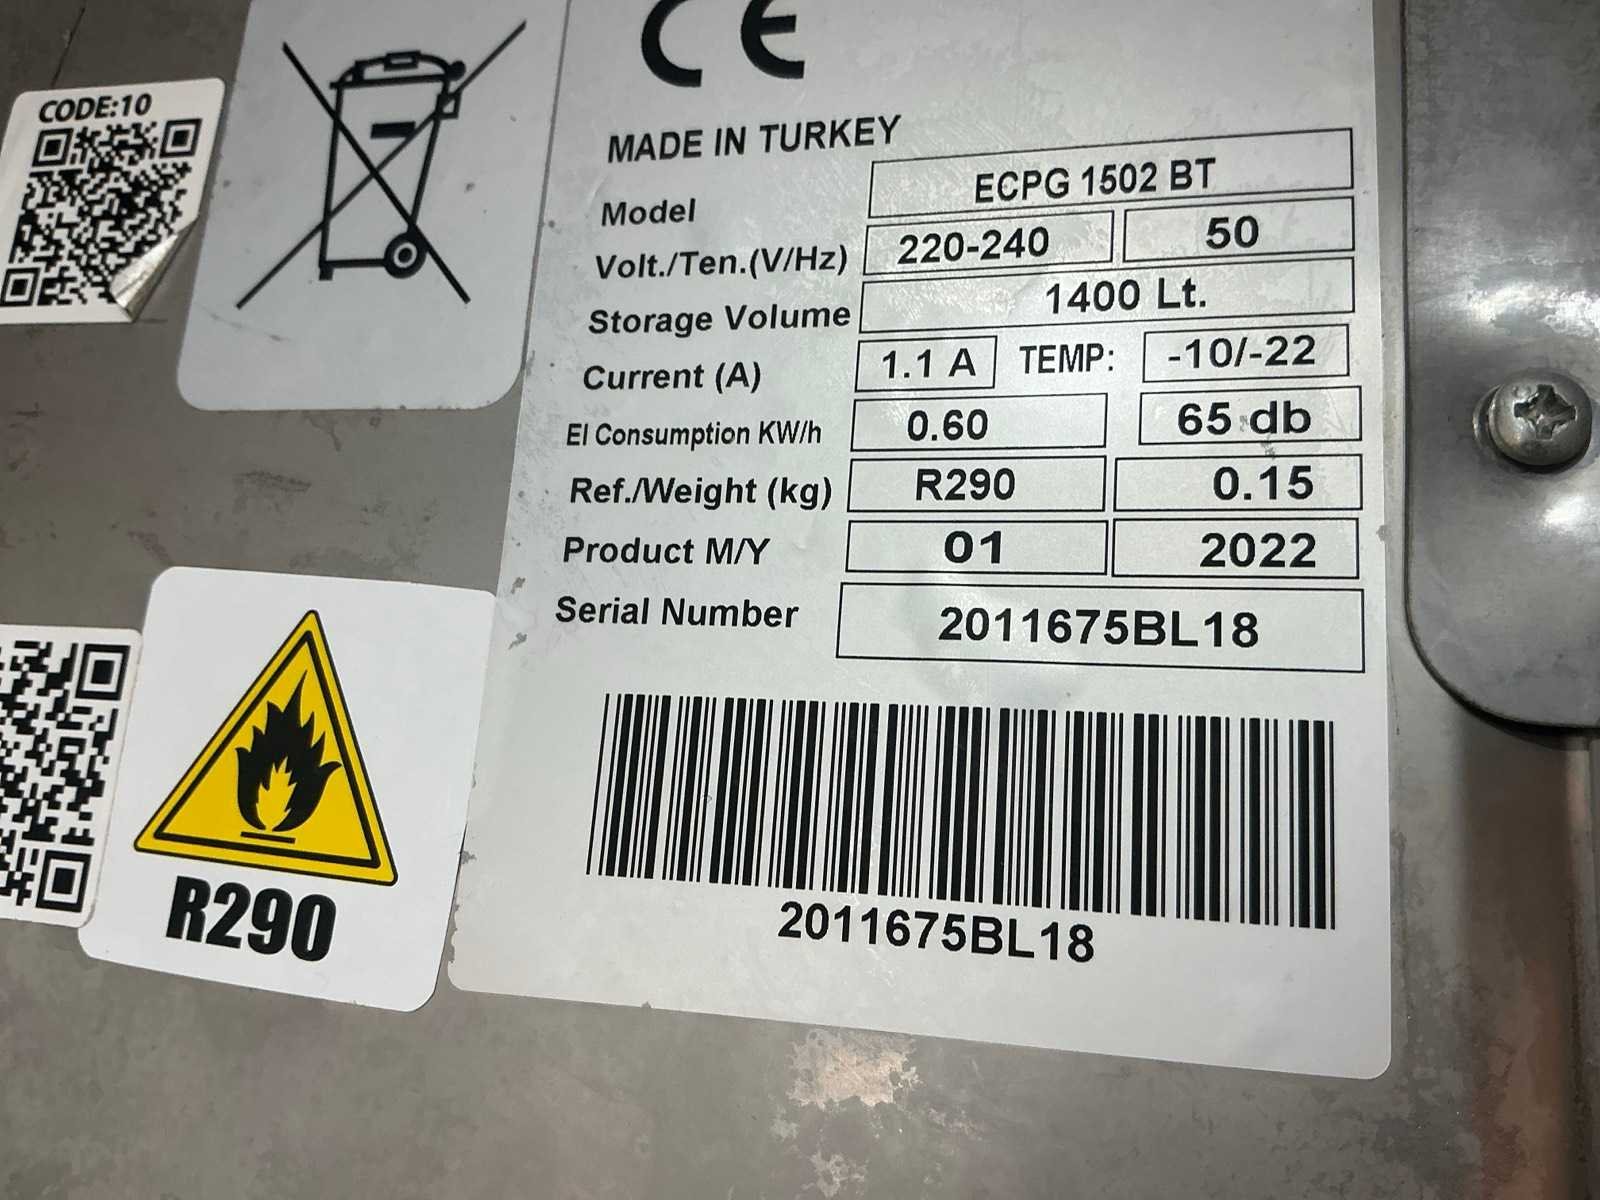 CE
CODE:10
MADE IN TURKEY
Model ECPG 1502 BT
Volt./Ten.(V/Hz) 220-240 50
Storage Volume 1400 Lt.
Current (A) 1.1 A TEMP: -10/-22
El Consumption KW/h 0.60 65 db
Ref./Weight (kg) R290 0.15
Product M/Y 01 2022
Serial Number 2011675BL18
2011675BL18
R290